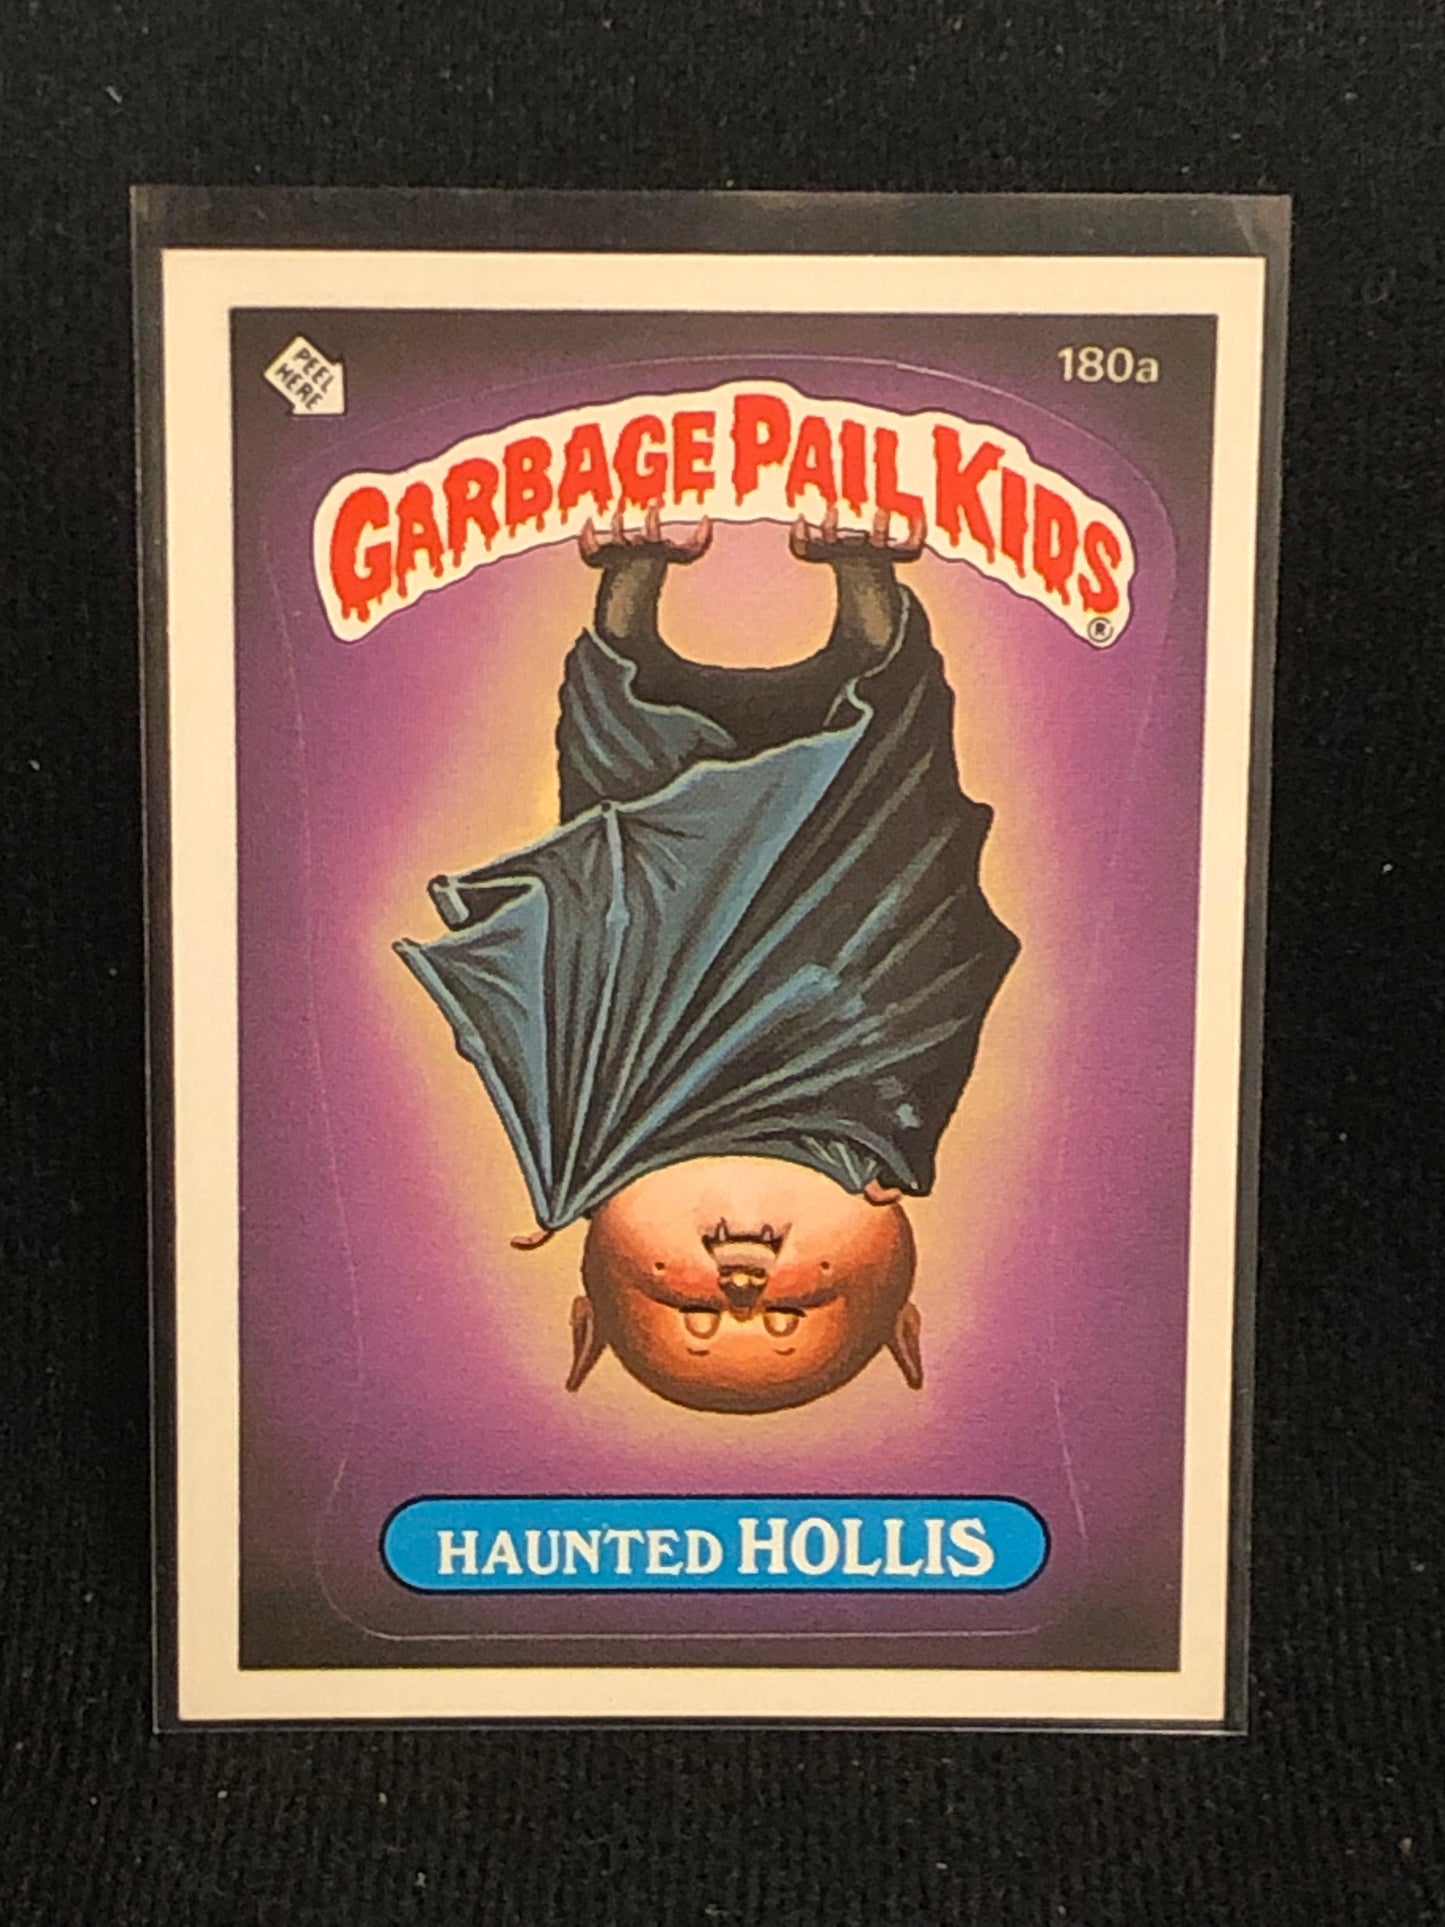 PEEL
HERE
180a
GARBAGE PAIL KIDS
®
HAUNTED HOLLIS